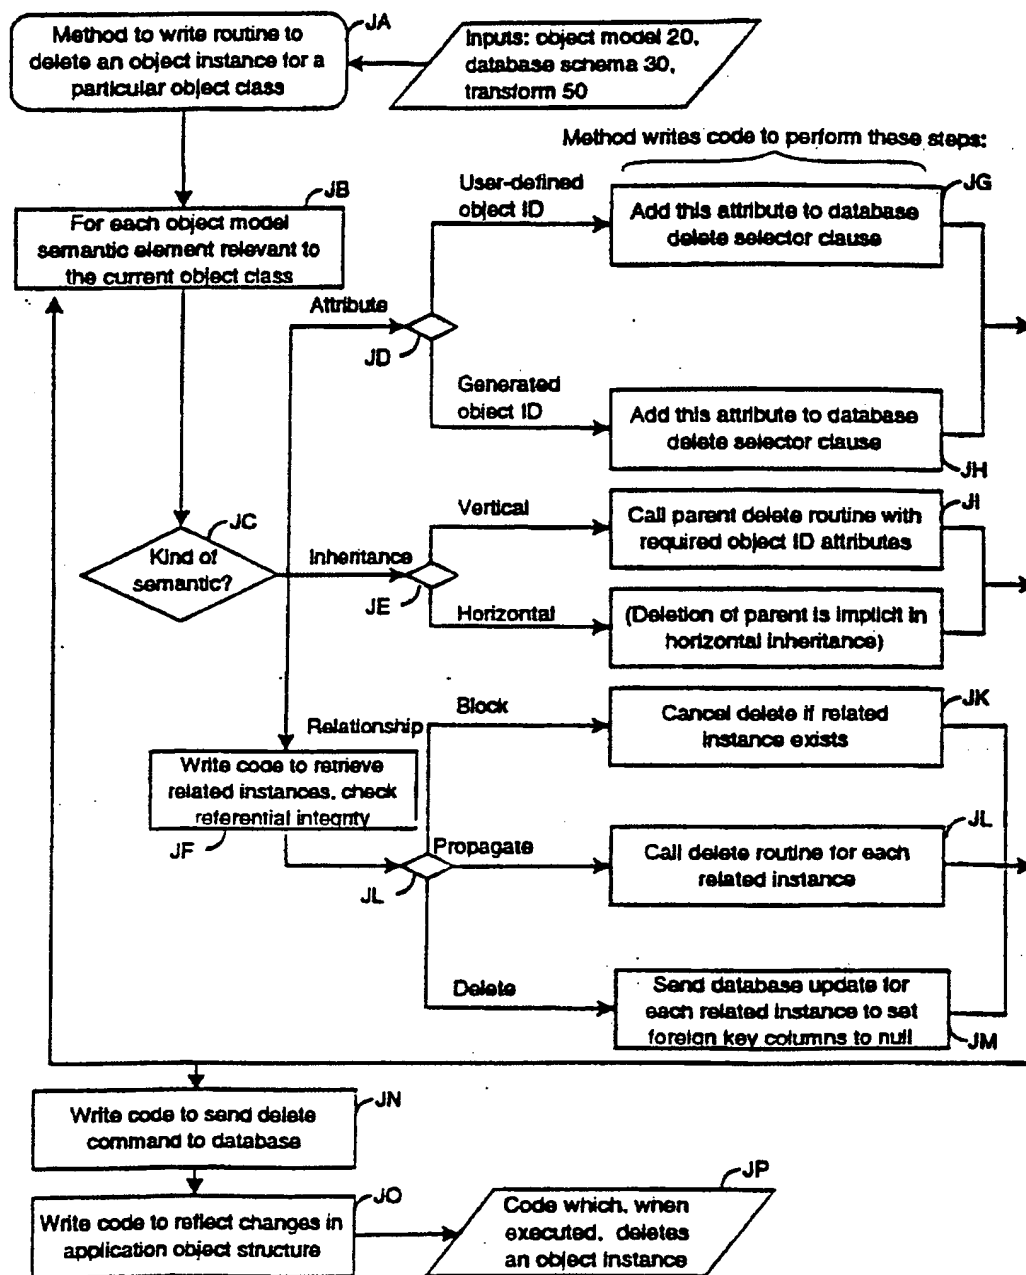 JA
Method to write routine to
delete an object instance for a
particular object class
Inputs: object model 20,
database schema 30,
transform 50
Method writes code to perform these steps:
JB
For each object model
semantic element relevant to
the current object class
User-defined
object ID
JG
Add this attribute to database
delete selector clause
Attribute
JD
Generated
object ID
Add this attribute to database
delete selector clause
JH
JC
Kind of
semantic?
Inheritance
JE
Vertical
JI
Call parent delete routine with
required object ID attributes
Horizontal
(Deletion of parent is implicit in
horizontal inheritance)
Relationship
Write code to retrieve
related instances, check
referential integrity
JF
Block
JK
Cancel delete if related
instance exists
Propagate
JL
JL
Call delete routine for each
related instance
Delete
Send database update for
each related instance to set
foreign key columns to null
JM
JN
Write code to send delete
command to database
JO
Write code to reflect changes in
application object structure
JP
Code which, when
executed, deletes
an object instance